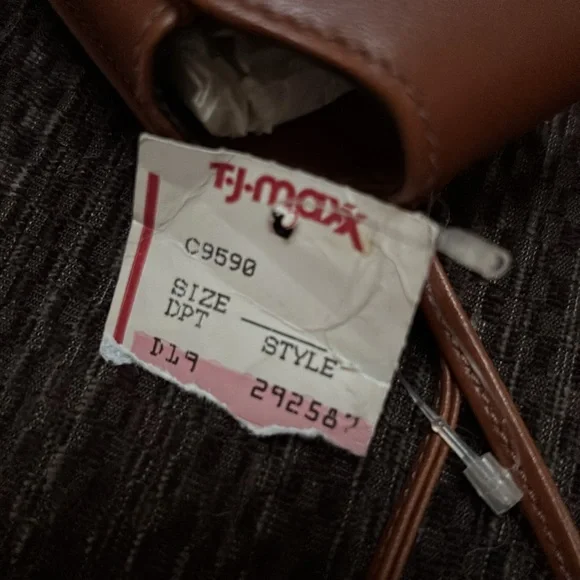 T·J·maxx
C9590
SIZE
DPT STYLE
D19 292587